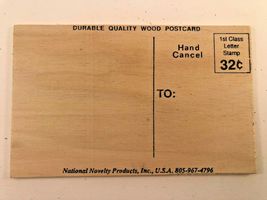 DURABLE QUALITY WOOD POSTCARD
Hand
Cancel
1st Class
Letter
Stamp
32¢
TO:
National Novelty Products, Inc., U.S.A. 805-967-4796